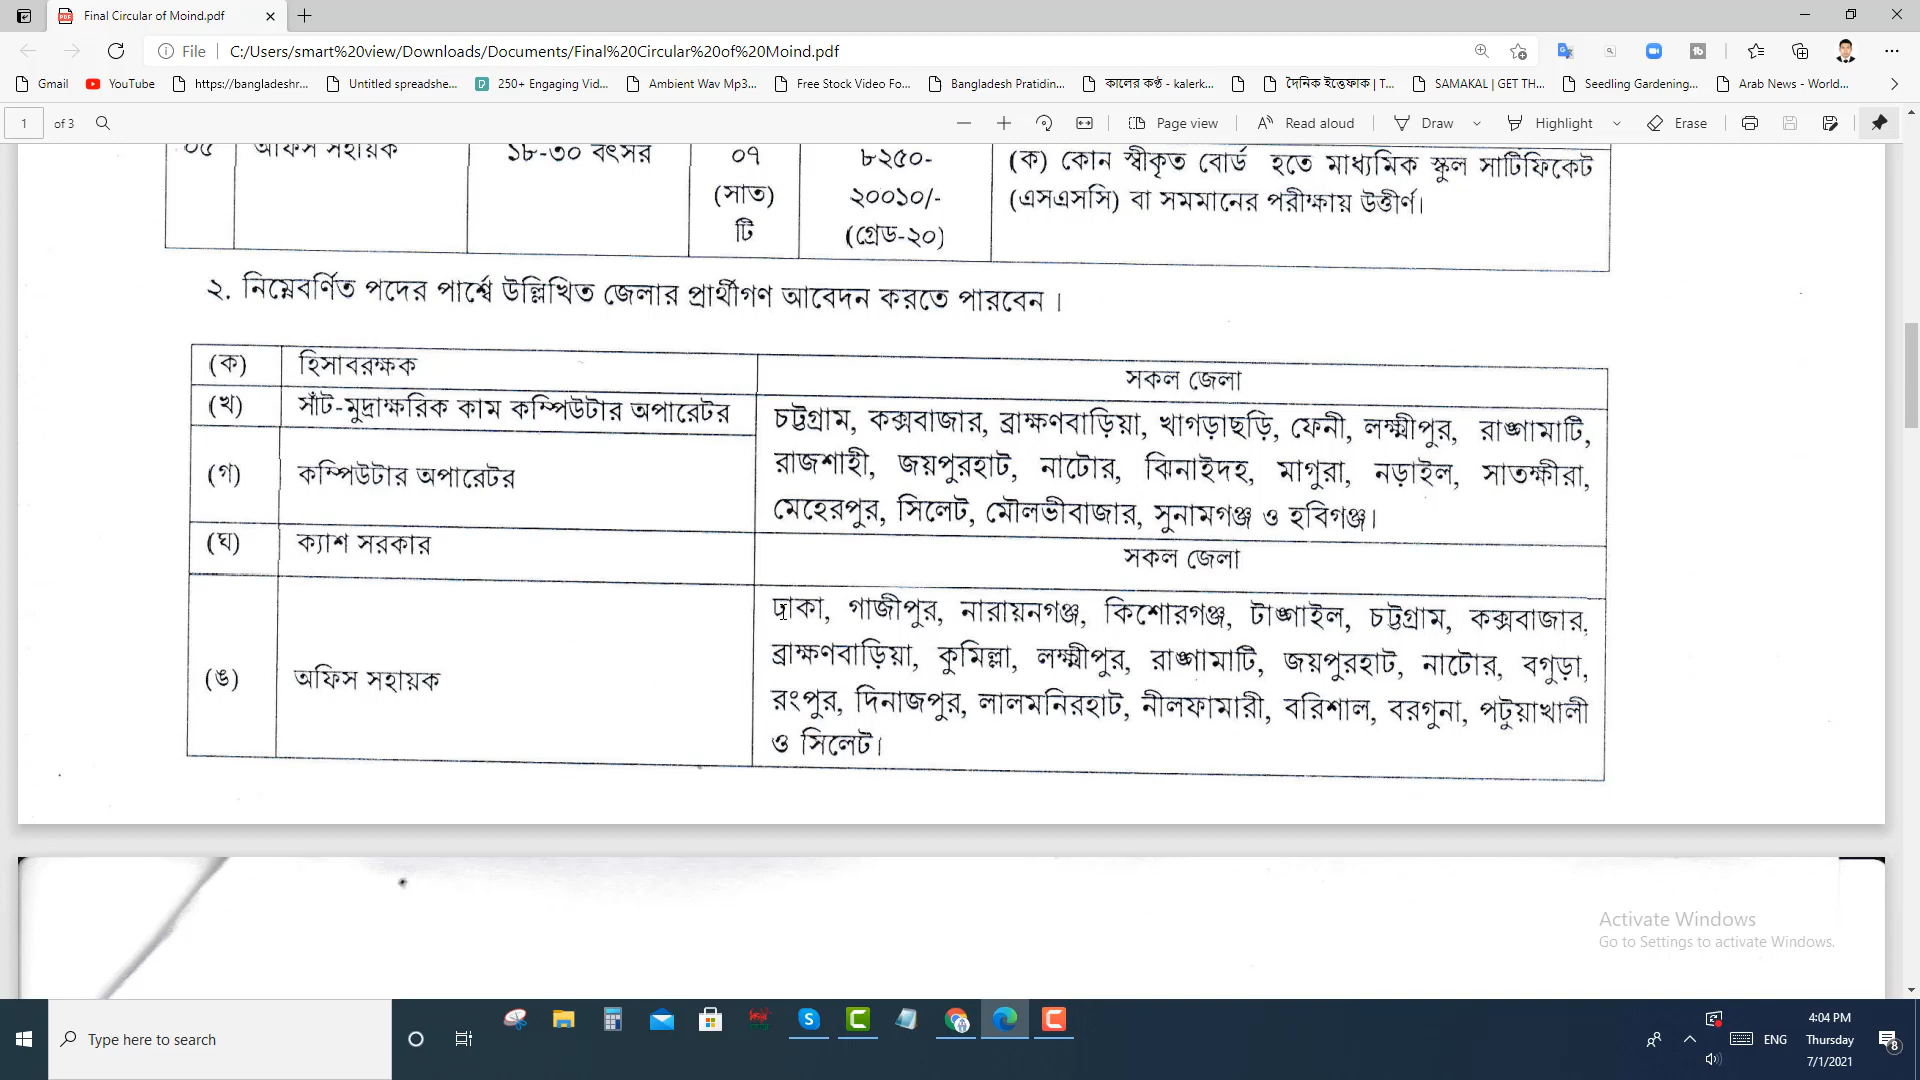 Final Circular of Moind.pdf
File C:/Users/smart%20view/Downloads/Documents/Final%20Circular%20of%20Moind.pdf
Gmail YouTube https://bangladeshr... Untitled spreadshe... 250+ Engaging Vid... Ambient Wav Mp3... Free Stock Video Fo... Bangladesh Pratidin... কালের কণ্ঠ - kalerk... দৈনিক ইত্তেফাক | T... SAMAKAL | GET TH... Seedling Gardening... Arab News - World...
1 of 3 Page view Read aloud Draw Highlight Erase
০৫ অফিস সহায়ক ১৮-৩০ বৎসর ০৭ ৮২৫০- (ক) কোন স্বীকৃত বোর্ড হতে মাধ্যমিক স্কুল সার্টিফিকেট
(সাত) ২০০১০/- (এসএসসি) বা সমমানের পরীক্ষায় উত্তীর্ণ।
টি (গ্রেড-২০)
২. নিম্নেবর্ণিত পদের পার্শ্বে উল্লিখিত জেলার প্রার্থীগণ আবেদন করতে পারবেন ।
(ক) হিসাবরক্ষক সকল জেলা
(খ) সাঁট-মুদ্রাক্ষরিক কাম কম্পিউটার অপারেটর চট্টগ্রাম, কক্সবাজার, ব্রাক্ষণবাড়িয়া, খাগড়াছড়ি, ফেনী, লক্ষ্মীপুর, রাঙ্গামাটি,
(গ) কম্পিউটার অপারেটর রাজশাহী, জয়পুরহাট, নাটোর, ঝিনাইদহ, মাগুরা, নড়াইল, সাতক্ষীরা,
মেহেরপুর, সিলেট, মৌলভীবাজার, সুনামগঞ্জ ও হবিগঞ্জ।
(ঘ) ক্যাশ সরকার সকল জেলা
ঢাকা, গাজীপুর, নারায়নগঞ্জ, কিশোরগঞ্জ, টাঙ্গাইল, চট্টগ্রাম, কক্সবাজার,
ব্রাক্ষণবাড়িয়া, কুমিল্লা, লক্ষ্মীপুর, রাঙ্গামাটি, জয়পুরহাট, নাটোর, বগুড়া,
(ঙ) অফিস সহায়ক রংপুর, দিনাজপুর, লালমনিরহাট, নীলফামারী, বরিশাল, বরগুনা, পটুয়াখালী
ও সিলেট।
Activate Windows
Go to Settings to activate Windows.
Type here to search
ENG
4:04 PM
Thursday
7/1/2021
8